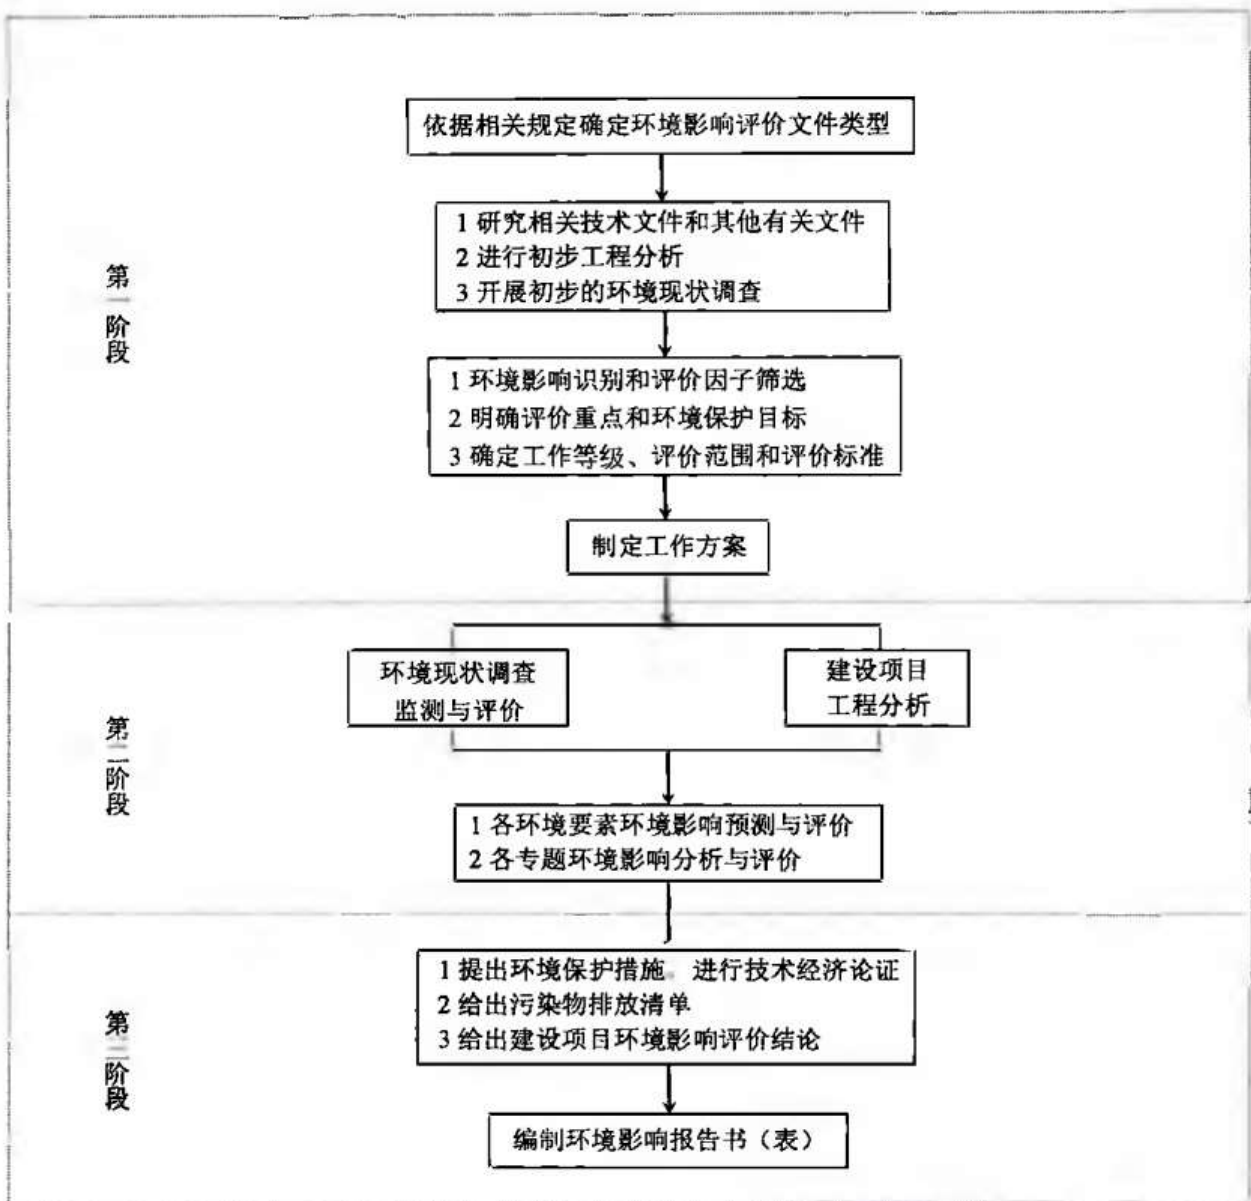 依据相关规定确定环境影响评价文件类型
1 研究相关技术文件和其他有关文件
2 进行初步工程分析
3 开展初步的环境现状调查
第一阶段
1 环境影响识别和评价因子筛选
2 明确评价重点和环境保护目标
3 确定工作等级、评价范围和评价标准
制定工作方案
环境现状调查
监测与评价
建设项目
工程分析
第二阶段
1 各环境要素环境影响预测与评价
2 各专题环境影响分析与评价
1 提出环境保护措施，进行技术经济论证
2 给出污染物排放清单
3 给出建设项目环境影响评价结论
第三阶段
编制环境影响报告书（表）